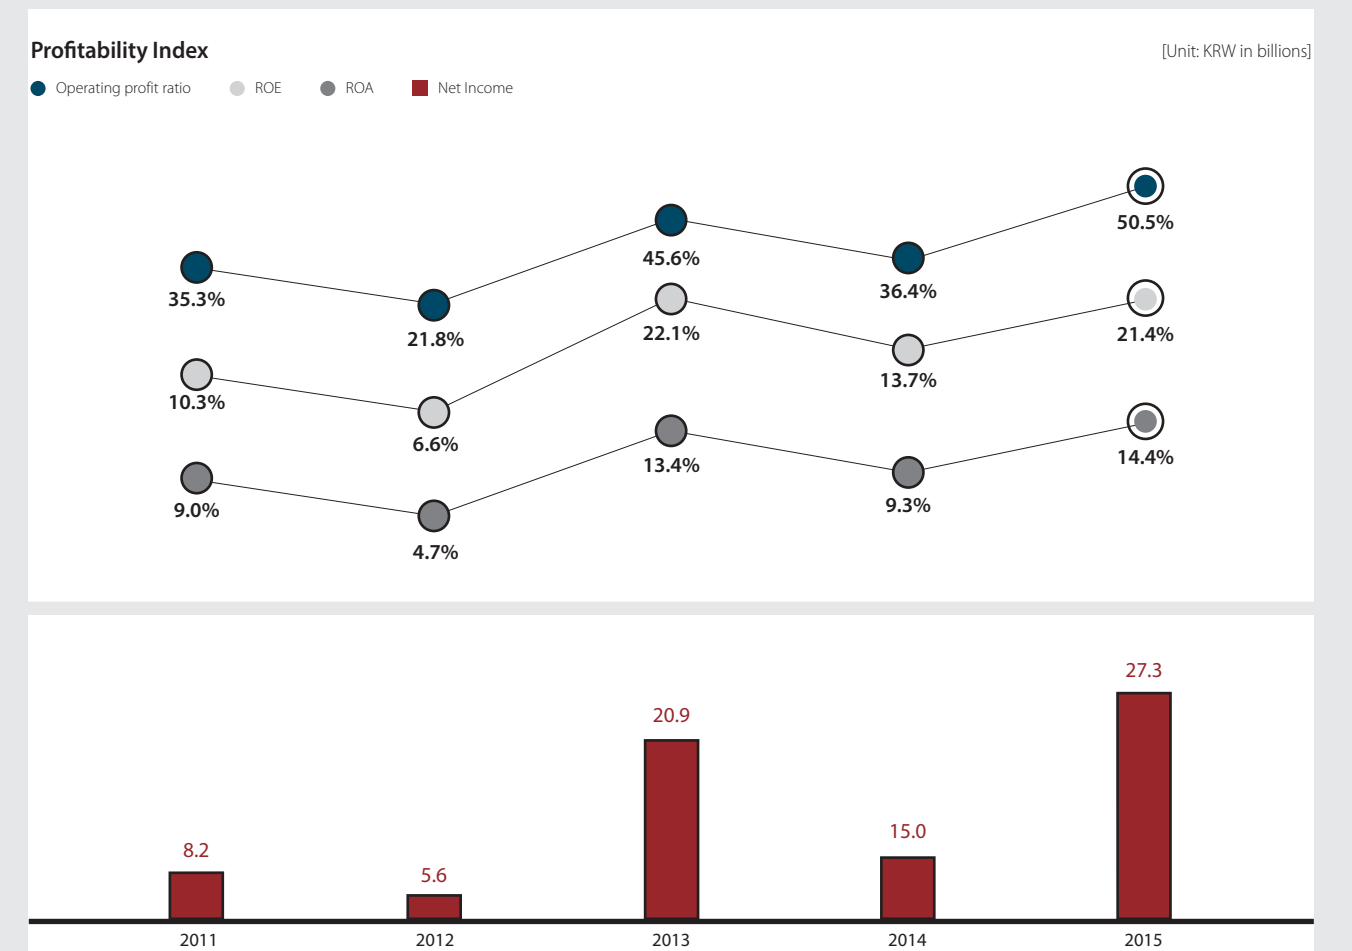 Profitability Index
[Unit: KRW in billions]
Operating profit ratio ROE ROA Net Income
35.3% 21.8% 45.6% 36.4% 50.5%
10.3% 6.6% 22.1% 13.7% 21.4%
9.0% 4.7% 13.4% 9.3% 14.4%
8.2 5.6 20.9 15.0 27.3
2011 2012 2013 2014 2015